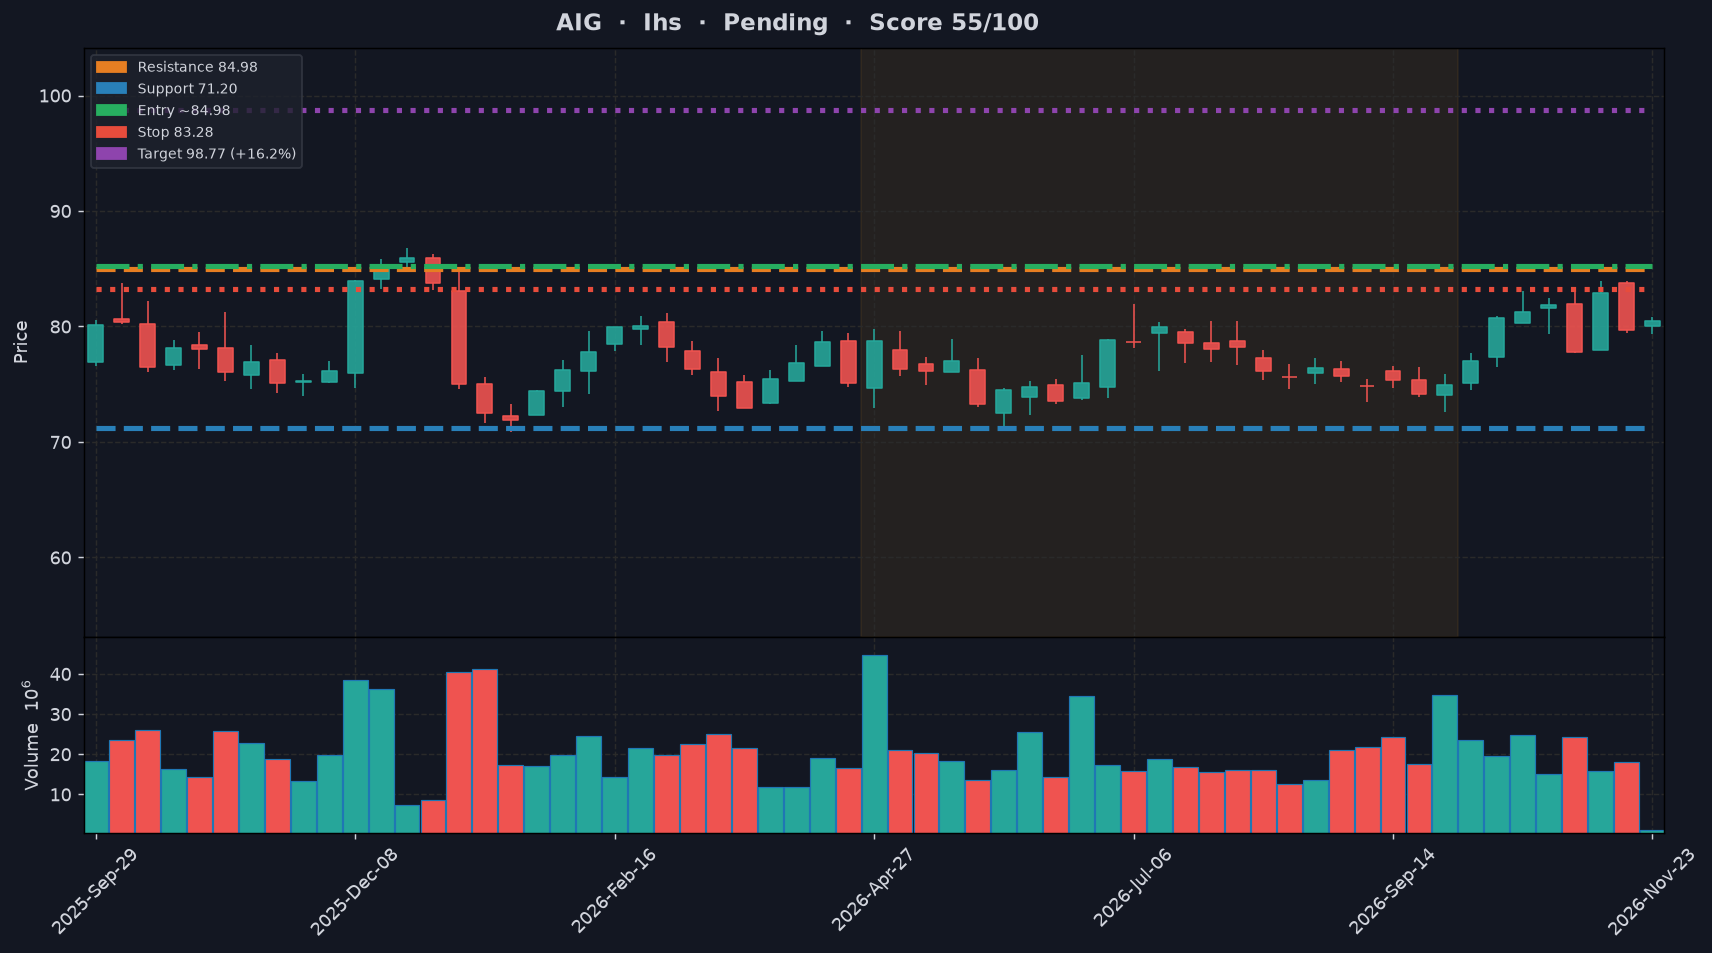 AIG · Ihs · Pending · Score 55/100
Resistance 84.98
Support 71.20
Entry ~84.98
Stop 83.28
Target 98.77 (+16.2%)
Price
100
90
80
70
60
Volume 10⁶
40
30
20
10
2025-Sep-29
2025-Dec-08
2026-Feb-16
2026-Apr-27
2026-Jul-06
2026-Sep-14
2026-Nov-23